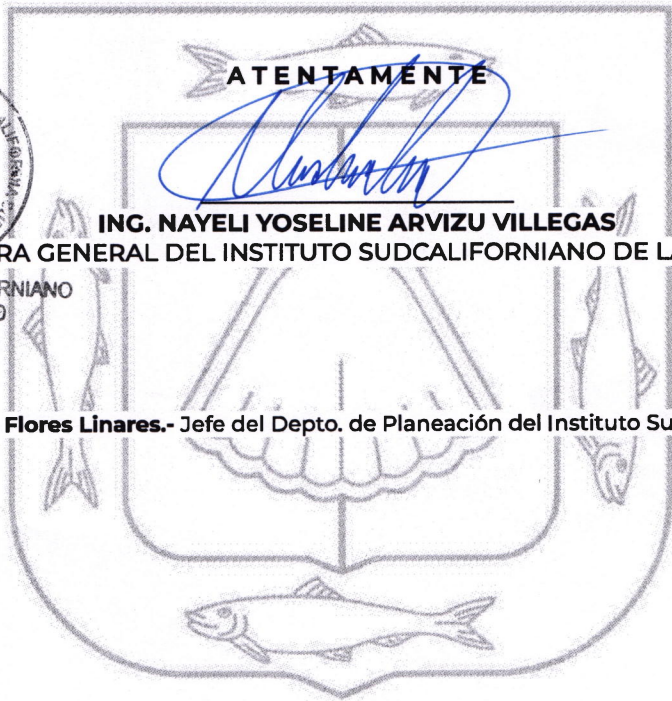 ATENTAMENTE
ING. NAYELI YOSELINE ARVIZU VILLEGAS
RA GENERAL DEL INSTITUTO SUDCALIFORNIANO DE LA
RNIANO
Flores Linares.- Jefe del Depto. de Planeación del Instituto Su